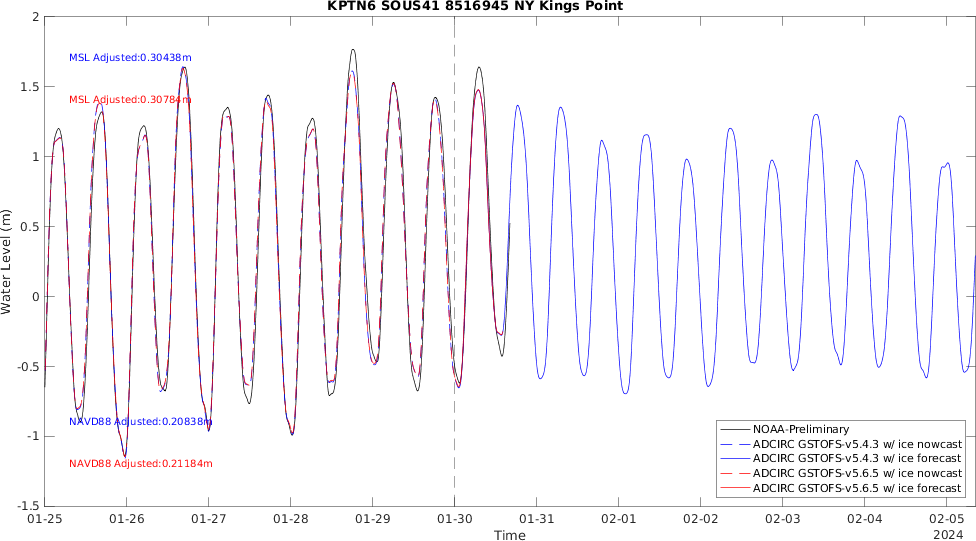 KPTN6 SOUS41 8516945 NY Kings Point
2
1.5
1
0.5
0
-0.5
-1
-1.5
Water Level (m)
MSL Adjusted:0.30438m
MSL Adjusted:0.30784m
NAVD88 Adjusted:0.20838m
NAVD88 Adjusted:0.21184m
NOAA-Preliminary
ADCIRC GSTOFS-v5.4.3 w/ ice nowcast
ADCIRC GSTOFS-v5.4.3 w/ ice forecast
ADCIRC GSTOFS-v5.6.5 w/ ice nowcast
ADCIRC GSTOFS-v5.6.5 w/ ice forecast
01-25 01-26 01-27 01-28 01-29 01-30 01-31 02-01 02-02 02-03 02-04 02-05
Time
2024